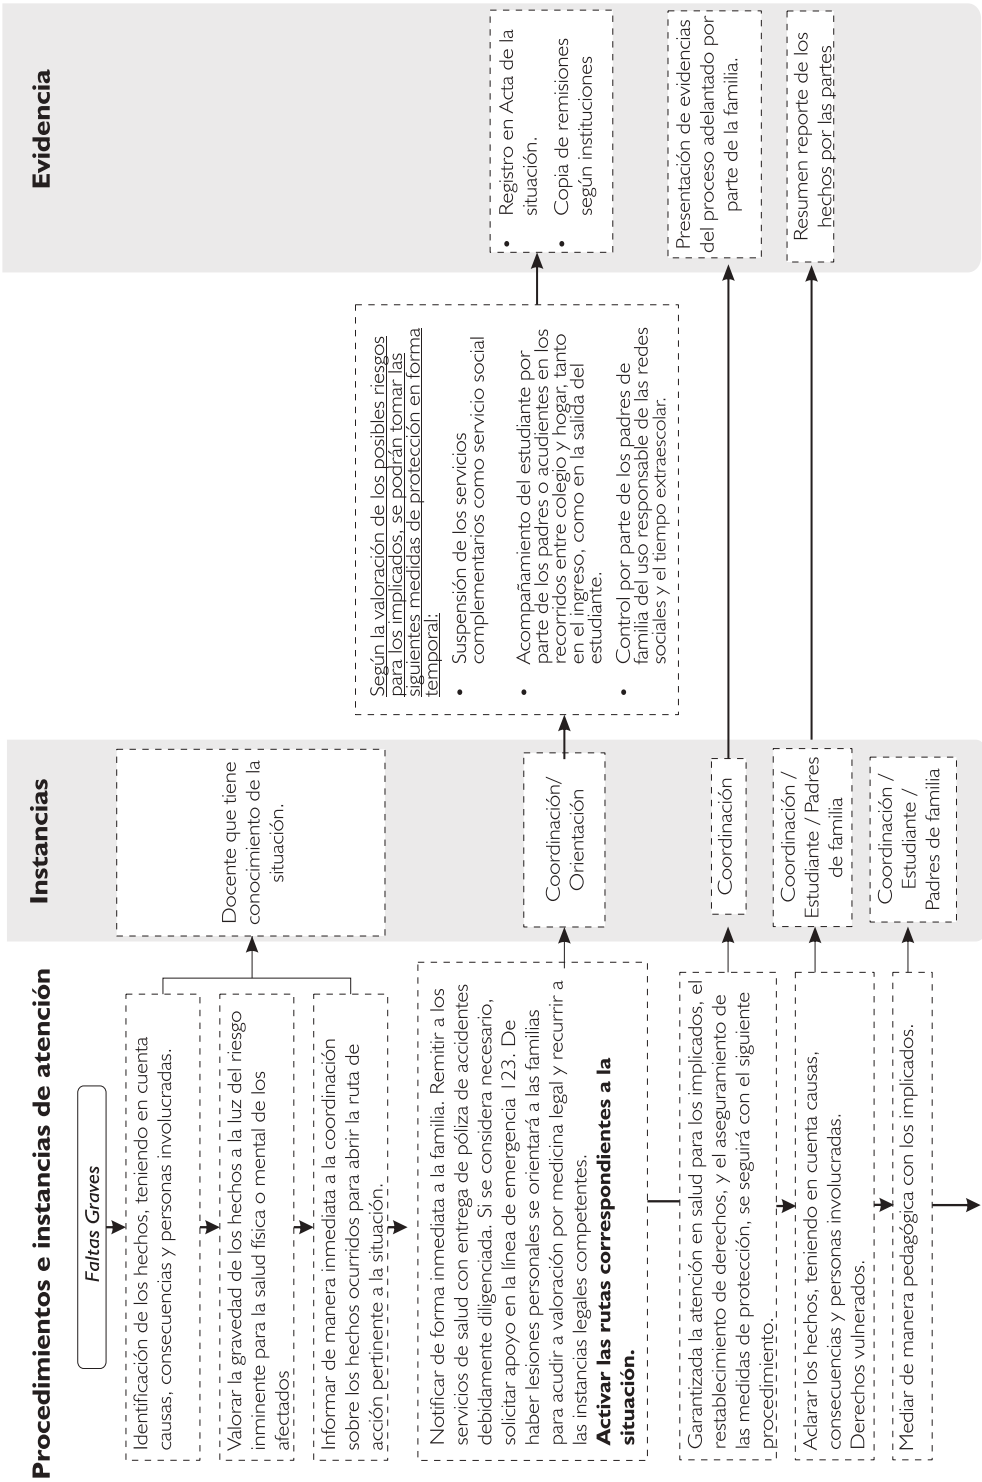 Procedimientos e instancias de atención
Instancias
Evidencia
Faltas Graves
Identificación de los hechos, teniendo en cuenta
causas, consecuencias y personas involucradas.
Valorar la gravedad de los hechos a la luz del riesgo
inminente para la salud física o mental de los
afectados
Informar de manera inmediata a la coordinación
sobre los hechos ocurridos para abrir la ruta de
acción pertinente a la situación.
Docente que tiene
conocimiento de la
situación.
Notificar de forma inmediata a la familia. Remitir a los
servicios de salud con entrega de póliza de accidentes
debidamente diligenciada. Si se considera necesario,
solicitar apoyo en la línea de emergencia 123. De
haber lesiones personales se orientará a las familias
para acudir a valoración por medicina legal y recurrir a
las instancias legales competentes.
Activar las rutas correspondientes a la
situación.
Coordinación/
Orientación
Según la valoración de los posibles riesgos
para los implicados, se podrán tomar las
siguientes medidas de protección en forma
temporal:
• Suspensión de los servicios
complementarios como servicio social
• Acompañamiento del estudiante por
parte de los padres o acudientes en los
recorridos entre colegio y hogar, tanto
en el ingreso, como en la salida del
estudiante.
• Control por parte de los padres de
familia del uso responsable de las redes
sociales y el tiempo extraescolar.
• Registro en Acta de la
situación.
• Copia de remisiones
según instituciones
Garantizada la atención en salud para los implicados, el
restablecimiento de derechos, y el aseguramiento de
las medidas de protección, se seguirá con el siguiente
procedimiento.
Coordinación
Presentación de evidencias
del proceso adelantado por
parte de la familia.
Aclarar los hechos, teniendo en cuenta causas,
consecuencias y personas involucradas.
Derechos vulnerados.
Coordinación /
Estudiante / Padres
de familia
Resumen reporte de los
hechos por las partes
Mediar de manera pedagógica con los implicados.
Coordinación /
Estudiante /
Padres de familia